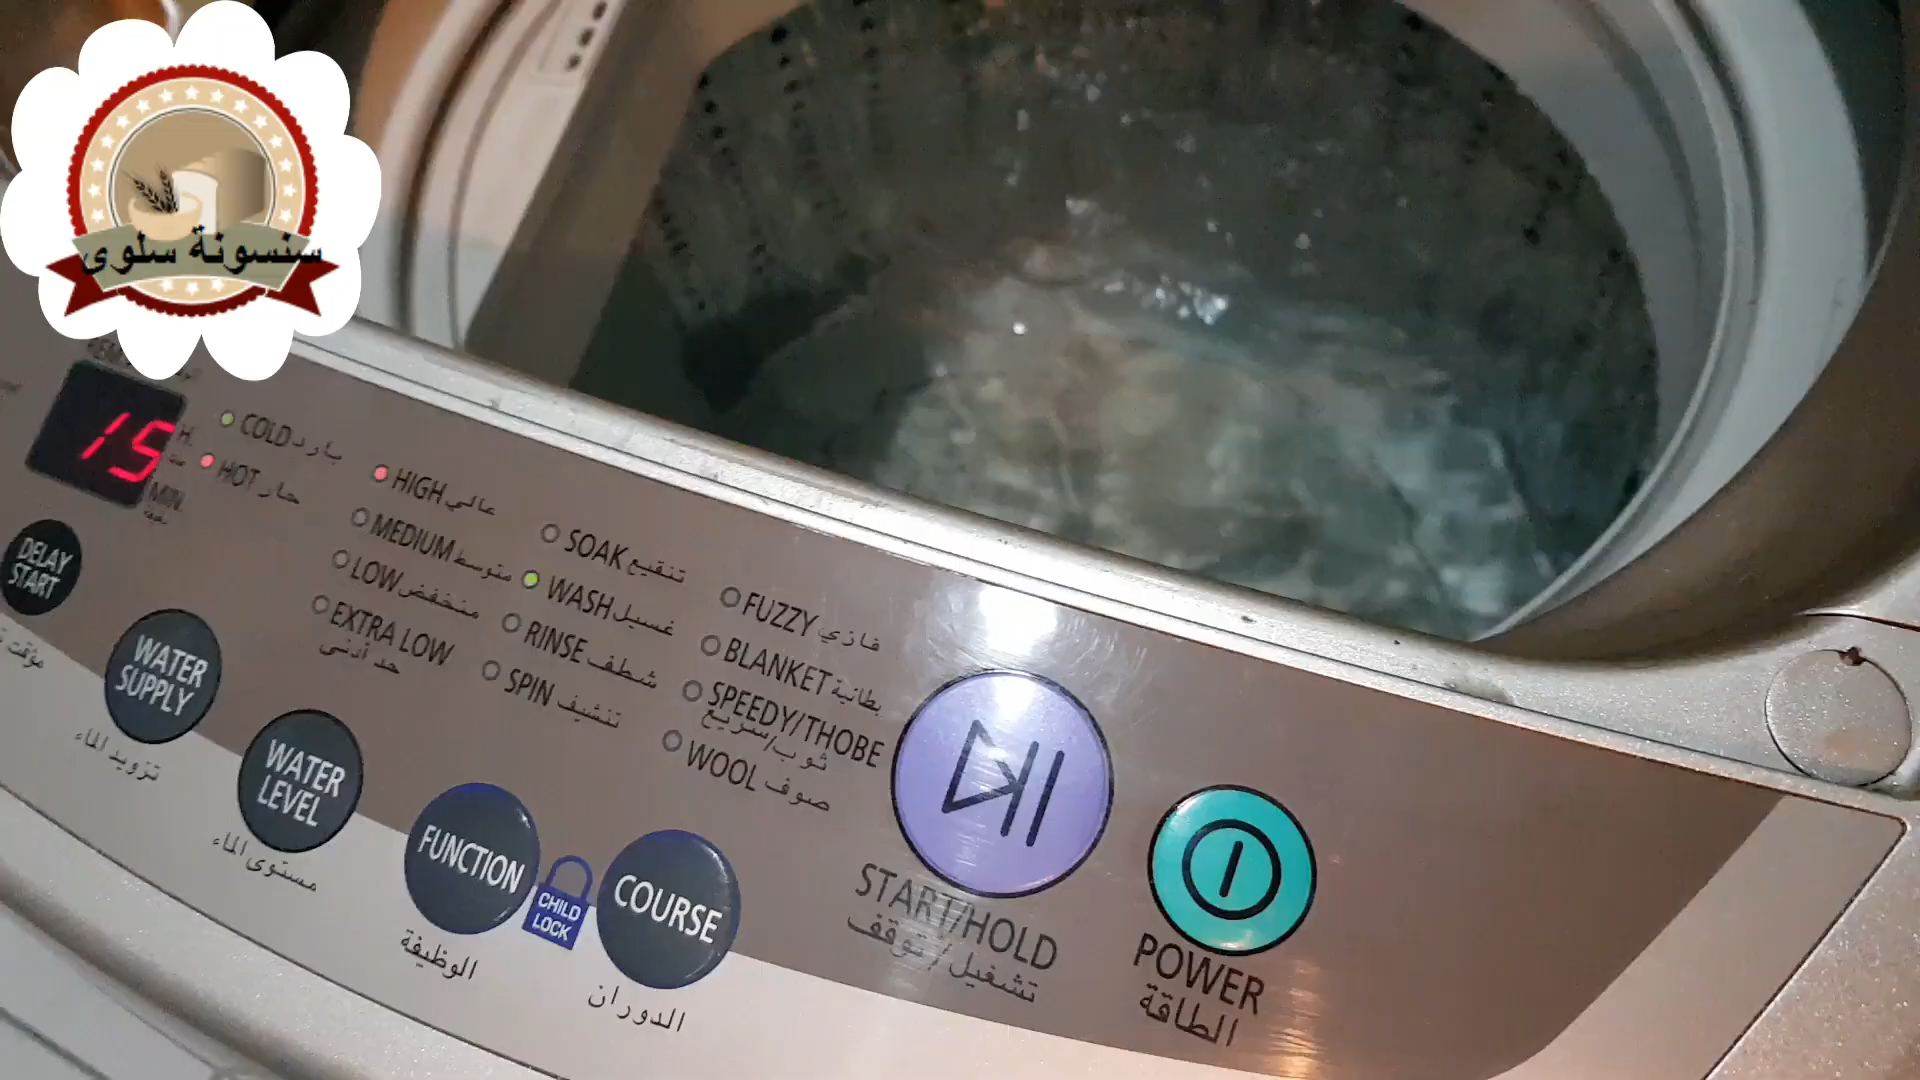 سنسونة سلوى
15
H.
MIN.
دقيقة
COLD بارد
HOT حار
HIGH عالي
MEDIUM متوسط
LOW منخفض
EXTRA LOW
حد أدنى
SOAK تنقيع
WASH غسيل
RINSE شطف
SPIN تنشيف
FUZZY فازي
BLANKET بطانية
SPEEDY/THOBE
ثوب/سريع
WOOL صوف
DELAY
START
مؤقت
WATER
SUPPLY
تزويد الماء
WATER
LEVEL
مستوى الماء
FUNCTION
الوظيفة
CHILD
LOCK
COURSE
الدوران
START/HOLD
تشغيل / توقف
POWER
الطاقة